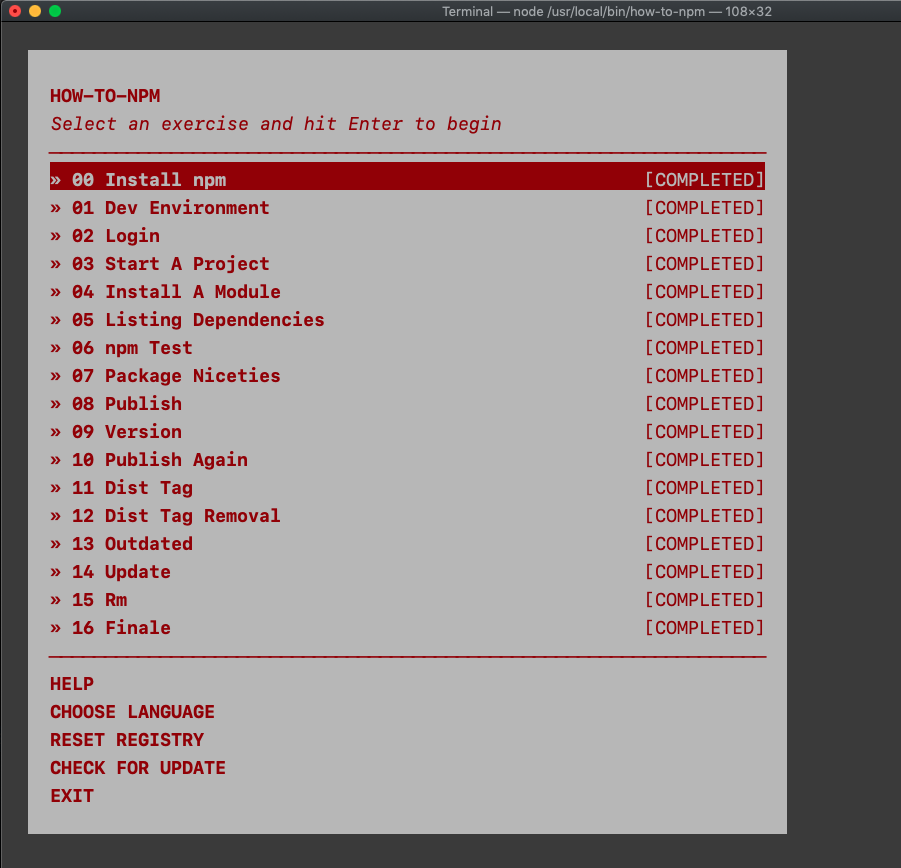 Terminal — node /usr/local/bin/how-to-npm — 108×32
HOW-TO-NPM
Select an exercise and hit Enter to begin
» 00 Install npm [COMPLETED]
» 01 Dev Environment [COMPLETED]
» 02 Login [COMPLETED]
» 03 Start A Project [COMPLETED]
» 04 Install A Module [COMPLETED]
» 05 Listing Dependencies [COMPLETED]
» 06 npm Test [COMPLETED]
» 07 Package Niceties [COMPLETED]
» 08 Publish [COMPLETED]
» 09 Version [COMPLETED]
» 10 Publish Again [COMPLETED]
» 11 Dist Tag [COMPLETED]
» 12 Dist Tag Removal [COMPLETED]
» 13 Outdated [COMPLETED]
» 14 Update [COMPLETED]
» 15 Rm [COMPLETED]
» 16 Finale [COMPLETED]
HELP
CHOOSE LANGUAGE
RESET REGISTRY
CHECK FOR UPDATE
EXIT